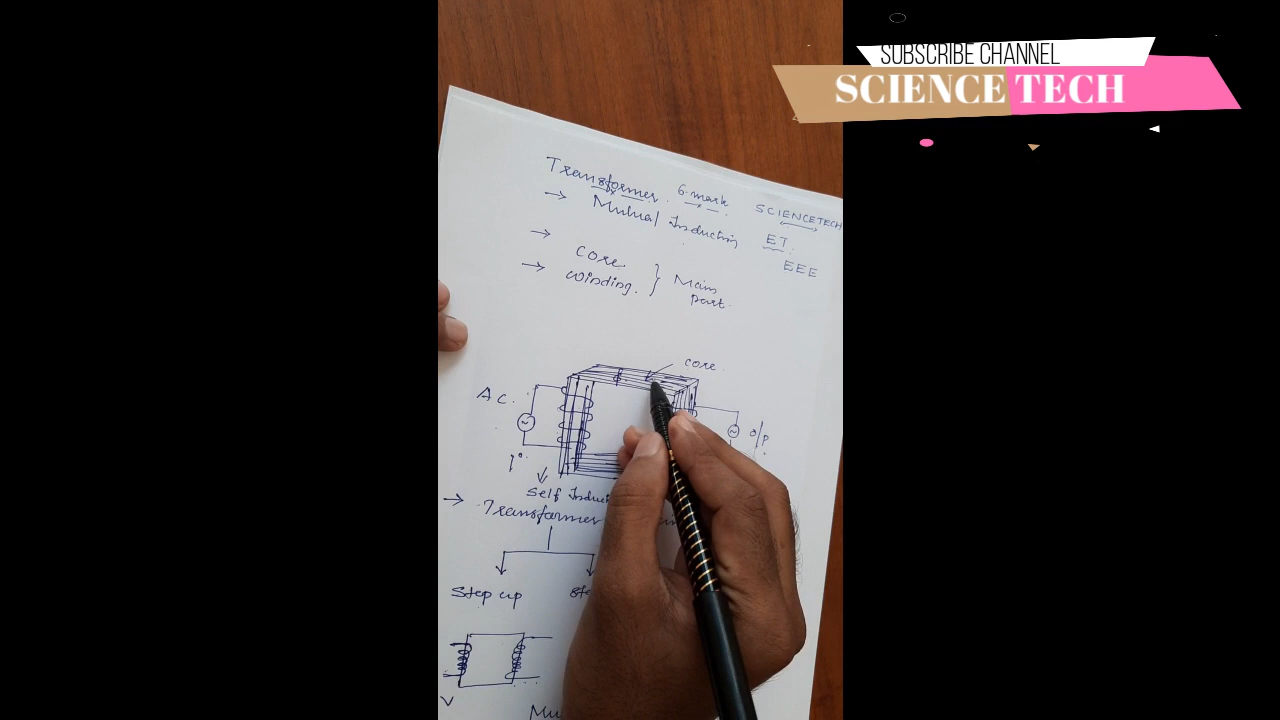 SUBSCRIBE CHANNEL
SCIENCE TECH
Transformer. 6 mark
SCIENCETECH
→ Mutual Induction
ET.
EEE
→ Core
→ Winding. } Main part.
core
AC.
o/p
1°
Self
→ Transformer
Step up